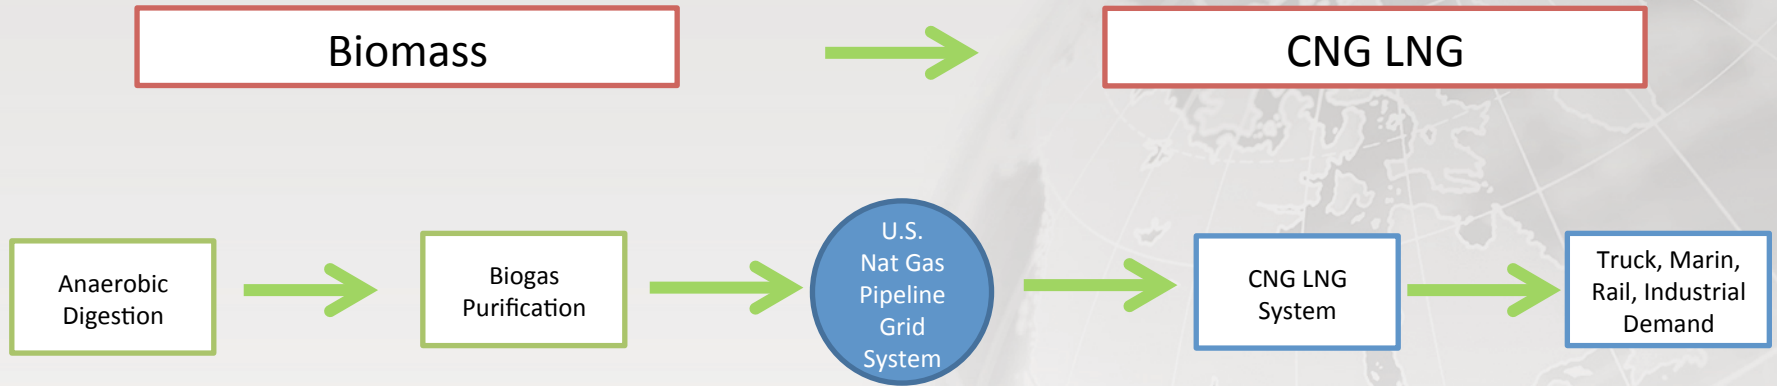 Biomass
CNG LNG
Anaerobic
Digestion
Biogas
Purification
U.S.
Nat Gas
Pipeline
Grid
System
CNG LNG
System
Truck, Marin,
Rail, Industrial
Demand